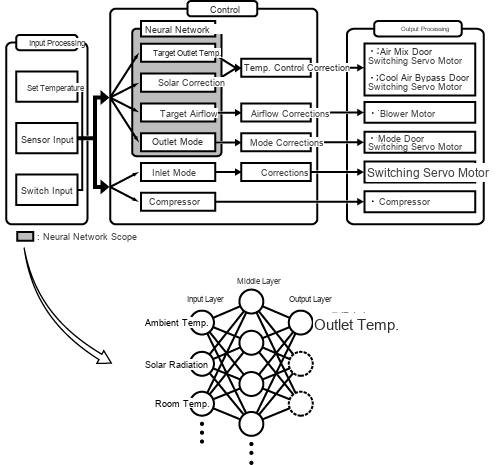 Control
Input Processing
Output Processing
Neural Network
Target Outlet Temp.
Solar Correction
Target Airflow
Outlet Mode
Inlet Mode
Compressor
Set Temperature
Sensor Input
Switch Input
Temp. Control Correction
Airflow Corrections
Mode Corrections
Corrections
・:Air Mix Door
Switching Servo Motor
・:Cool Air Bypass Door
Switching Servo Motor
・ Blower Motor
・ Mode Door
Switching Servo Motor
Switching Servo Motor
・ Compressor
: Neural Network Scope
Middle Layer
Input Layer
Output Layer
Ambient Temp.
Outlet Temp.
Solar Radiation
Room Temp.